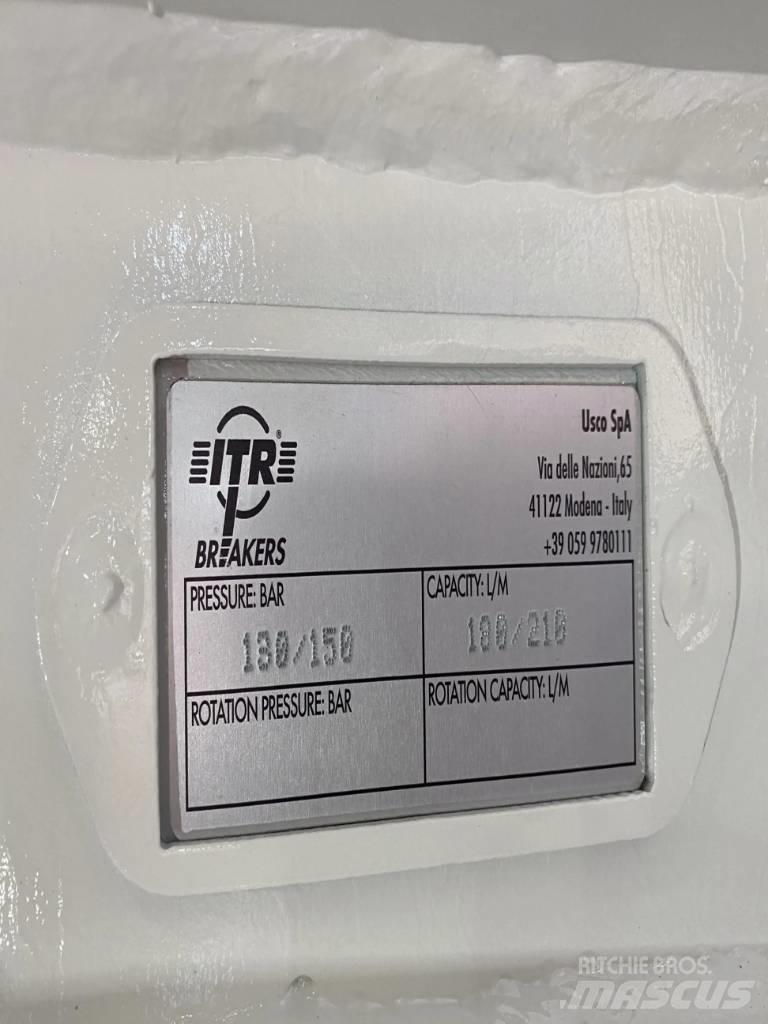 ITR®
BREAKERS
Usco SpA
Via delle Nazioni,65
41122 Modena - Italy
+39 059 9780111
PRESSURE: BAR
130/150
CAPACITY: L/M
180/210
ROTATION PRESSURE: BAR
ROTATION CAPACITY: L/M
RITCHIE BROS.
MASCUS